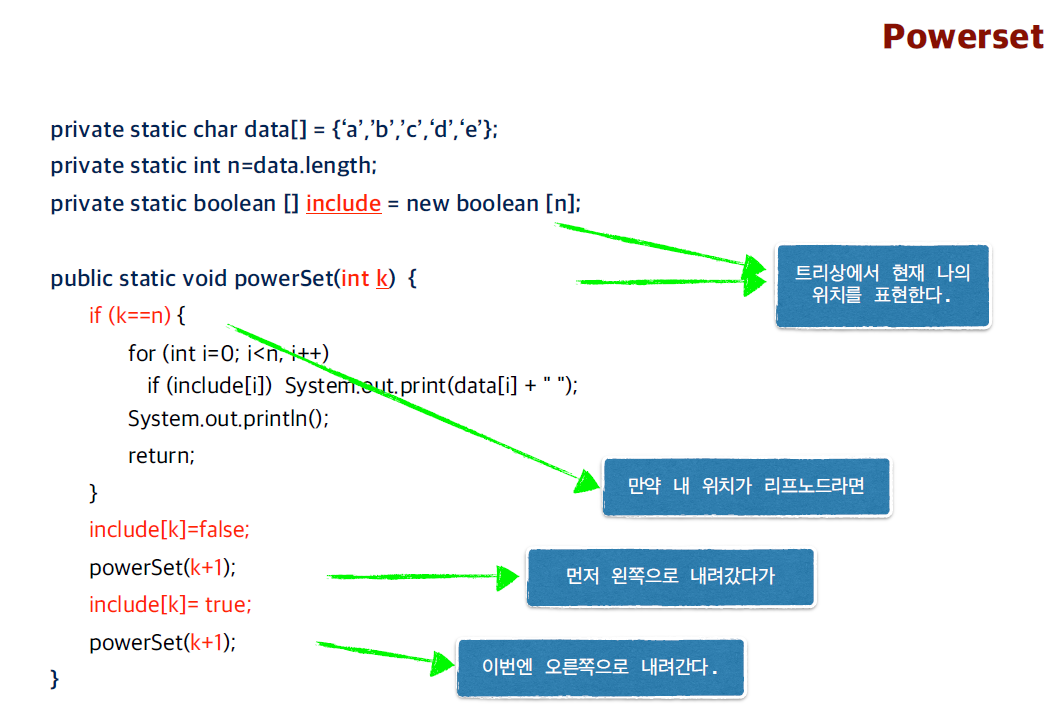 Powerset
private static char data[] = {‘a’,’b’,’c’,‘d’,‘e’};
private static int n=data.length;
private static boolean [] include = new boolean [n];
트리상에서 현재 나의
위치를 표현한다.
public static void powerSet(int k) {
if (k==n) {
for (int i=0; i<n; i++)
if (include[i]) System.out.print(data[i] + " ");
System.out.println();
return;
만약 내 위치가 리프노드라면
}
include[k]=false;
powerSet(k+1);
먼저 왼쪽으로 내려갔다가
include[k]= true;
powerSet(k+1);
이번엔 오른쪽으로 내려간다.
}